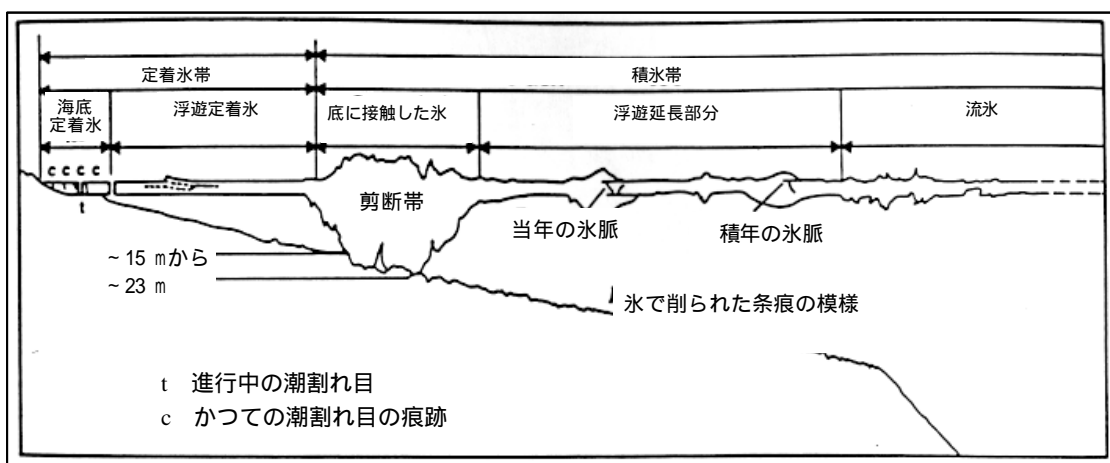 定着氷帯
積氷帯
海底
定着氷
浮遊定着氷
底に接触した氷
浮遊延長部分
流氷
c c c c
t
剪断帯
当年の氷脈
積年の氷脈
~15 mから
~23 m
氷で削られた条痕の模様
t 進行中の潮割れ目
c かつての潮割れ目の痕跡